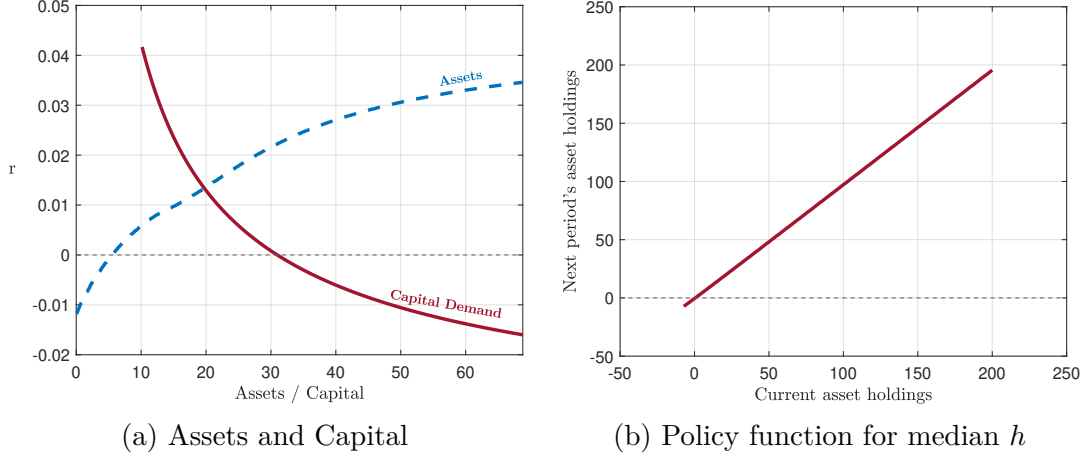 0.05
0.04
0.03
0.02
0.01
0
-0.01
-0.02
r
Assets
Capital Demand
0 10 20 30 40 50 60
Assets / Capital
(a) Assets and Capital
250
200
150
100
50
0
-50
Next period's asset holdings
-50 0 50 100 150 200 250
Current asset holdings
(b) Policy function for median h